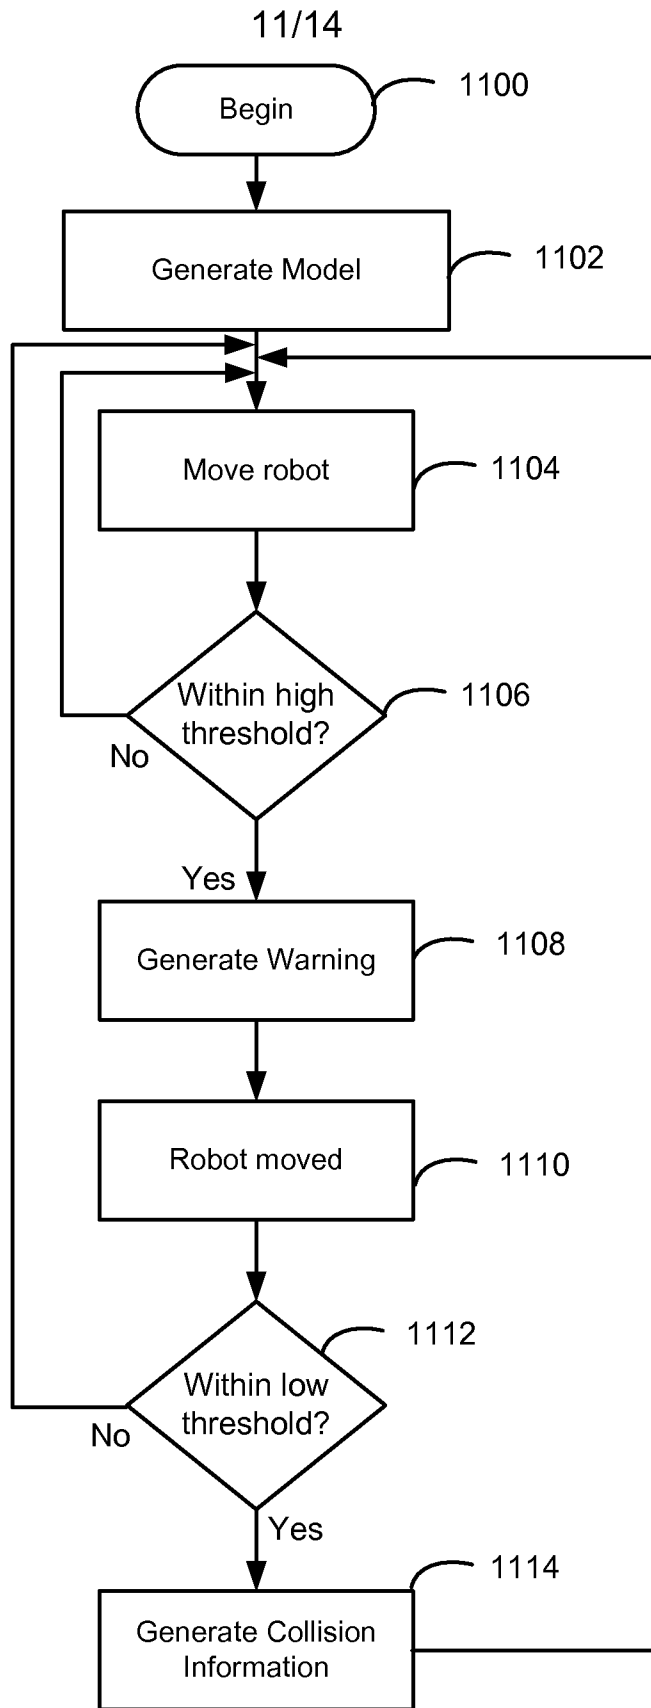 11/14
Begin
1100
Generate Model
1102
Move robot
1104
Within high
threshold?
1106
No
Yes
Generate Warning
1108
Robot moved
1110
1112
Within low
threshold?
No
Yes
1114
Generate Collision
Information